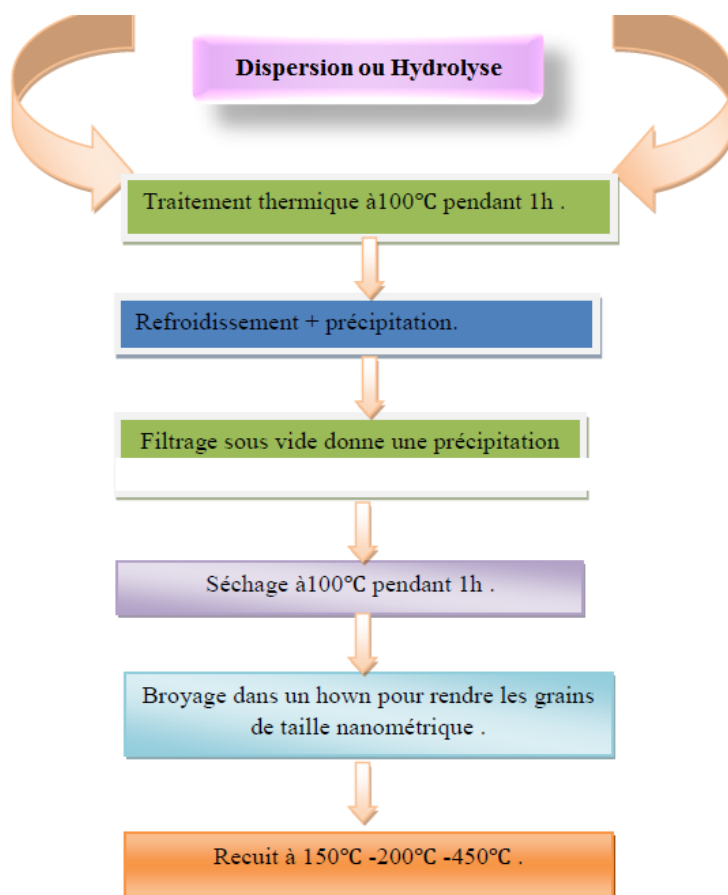 Dispersion ou Hydrolyse
Traitement thermique à100℃ pendant 1h .
Refroidissement + précipitation.
Filtrage sous vide donne une précipitation
Séchage à100℃ pendant 1h .
Broyage dans un hown pour rendre les grains
de taille nanométrique .
Recuit à 150℃ -200℃ -450℃ .